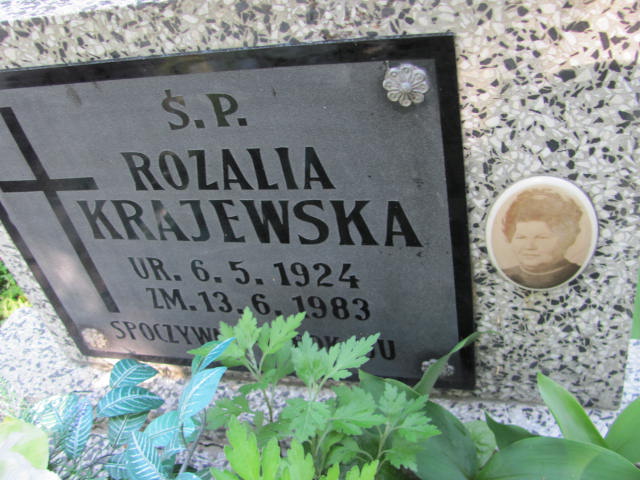 Ś.P.
ROZALIA
KRAJEWSKA
UR. 6.5.1924
ZM. 13.6.1983